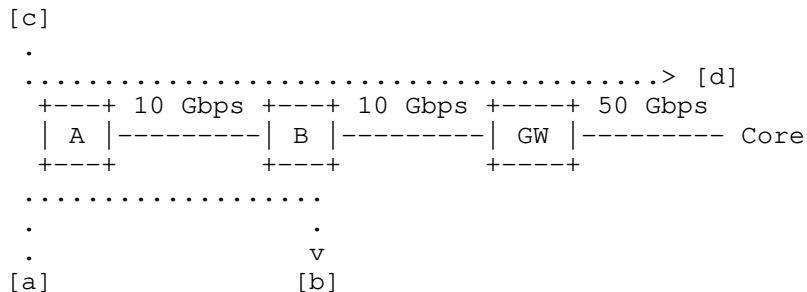 [c]
[d]
10 Gbps 10 Gbps 50 Gbps
A B GW Core
[a] [b]